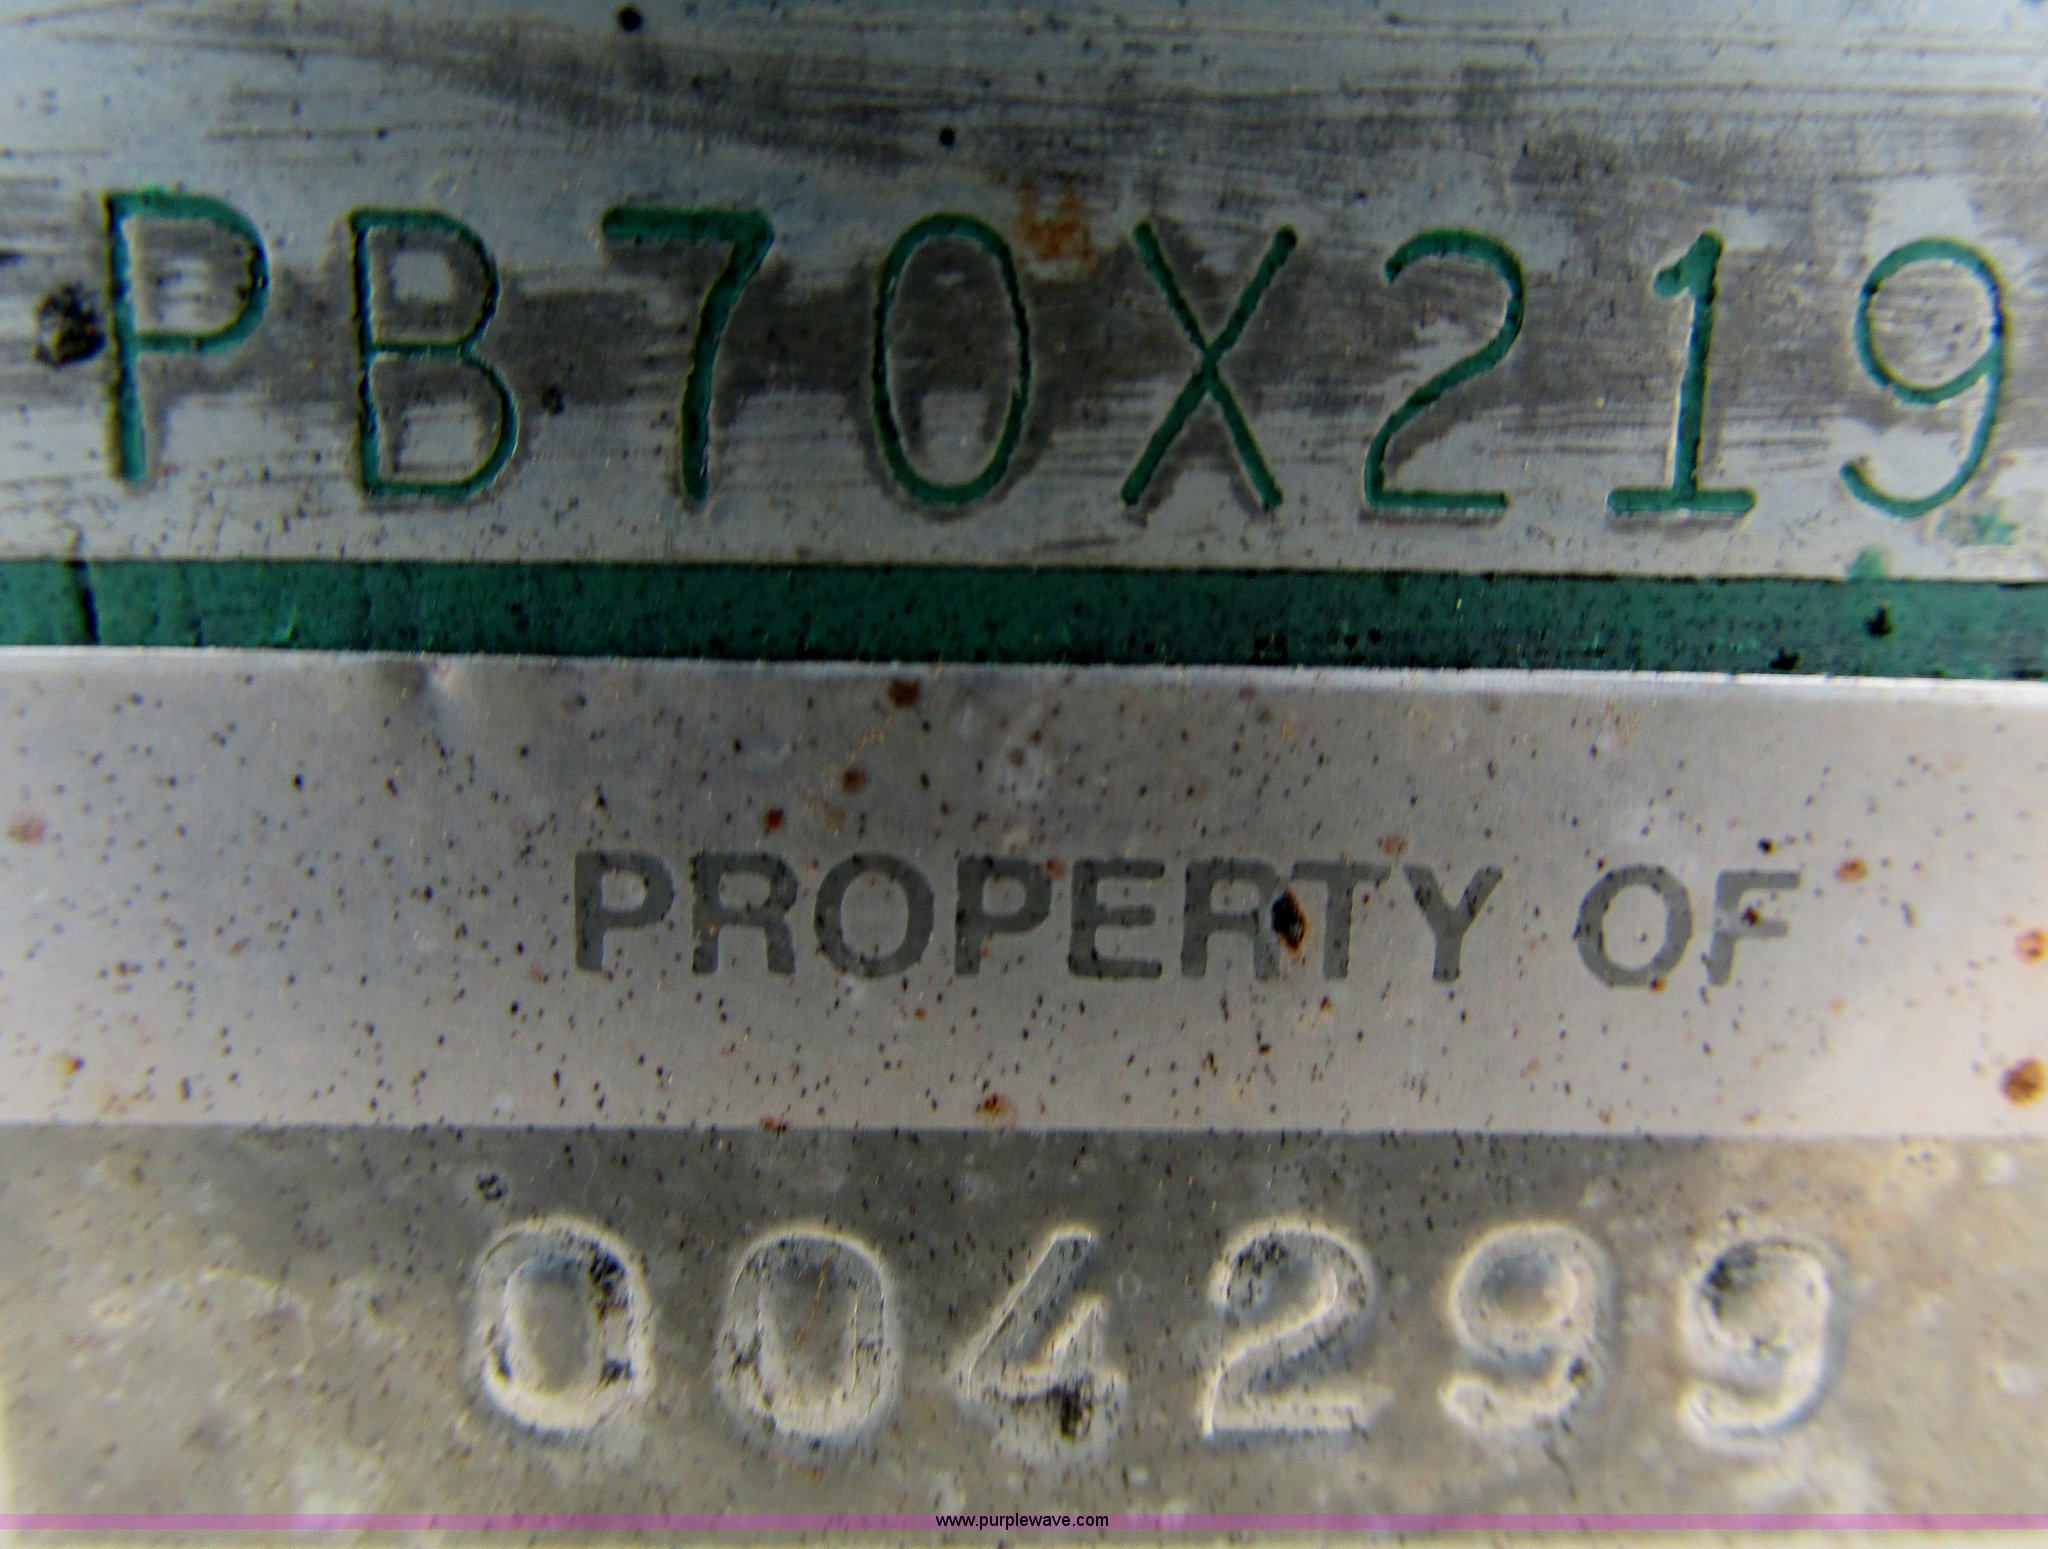 PB70X219
PROPERTY OF
004299
www.purplewave.com